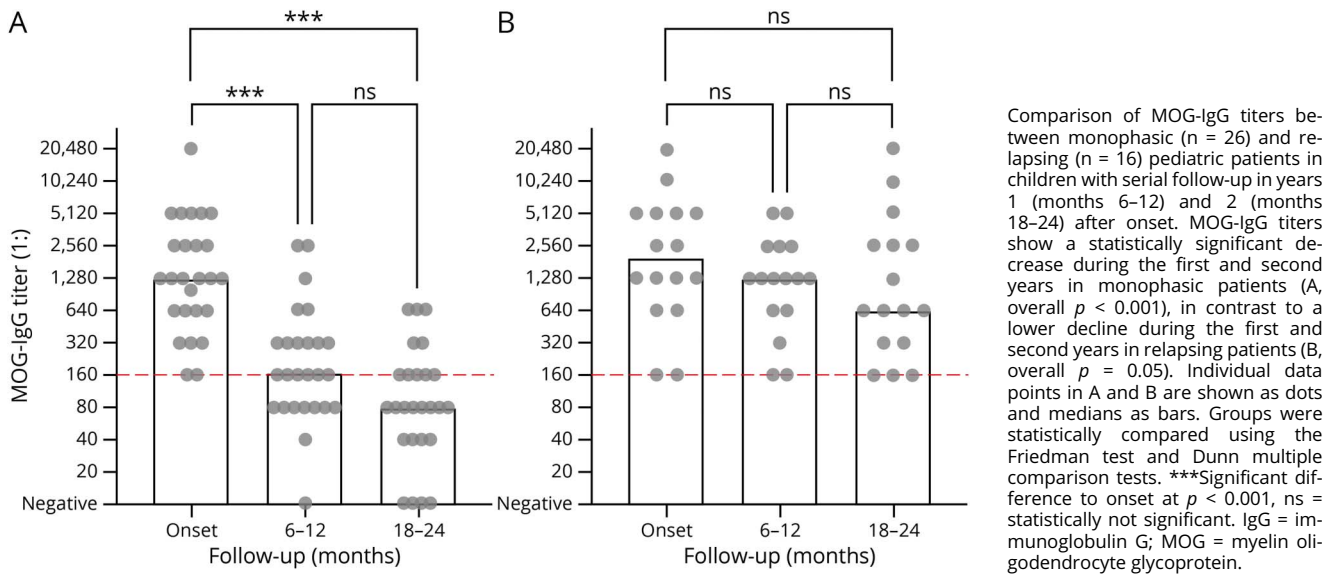 A
***
***
ns
MOG-IgG titer (1:)
20,480
10,240
5,120
2,560
1,280
640
320
160
80
40
20
Negative
Onset
6–12
18–24
Follow-up (months)
B
ns
ns
ns
20,480
10,240
5,120
2,560
1,280
640
320
160
80
40
20
Negative
Onset
6–12
18–24
Follow-up (months)
Comparison of MOG-IgG titers be-
tween monophasic (n = 26) and re-
lapsing (n = 16) pediatric patients in
children with serial follow-up in years
1 (months 6–12) and 2 (months
18–24) after onset. MOG-IgG titers
show a statistically significant de-
crease during the first and second
years in monophasic patients (A,
overall p < 0.001), in contrast to a
lower decline during the first and
second years in relapsing patients (B,
overall p = 0.05). Individual data
points in A and B are shown as dots
and medians as bars. Groups were
statistically compared using the
Friedman test and Dunn multiple
comparison tests. ***Significant dif-
ference to onset at p < 0.001, ns =
statistically not significant. IgG = im-
munoglobulin G; MOG = myelin oli-
godendrocyte glycoprotein.